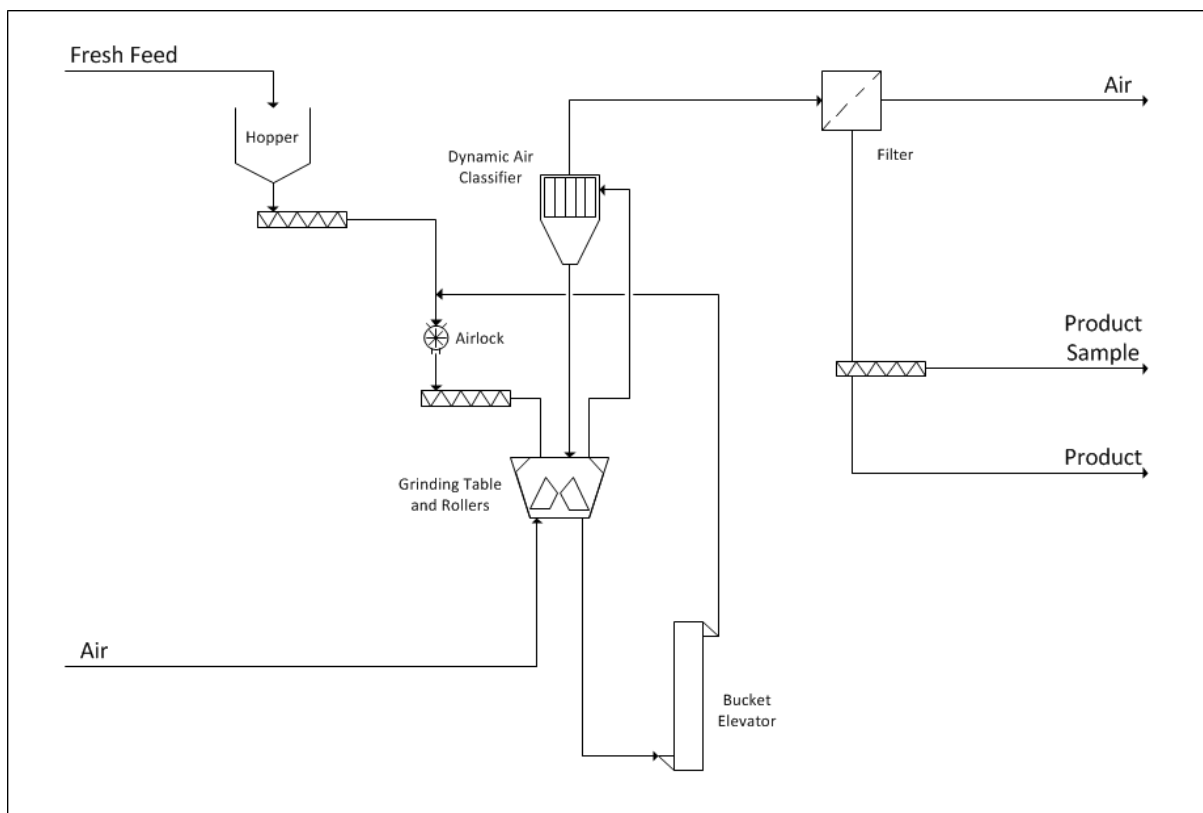 Fresh Feed
Hopper
Dynamic Air
Classifier
Air
Filter
Airlock
Product
Sample
Grinding Table
and Rollers
Product
Air
Bucket
Elevator